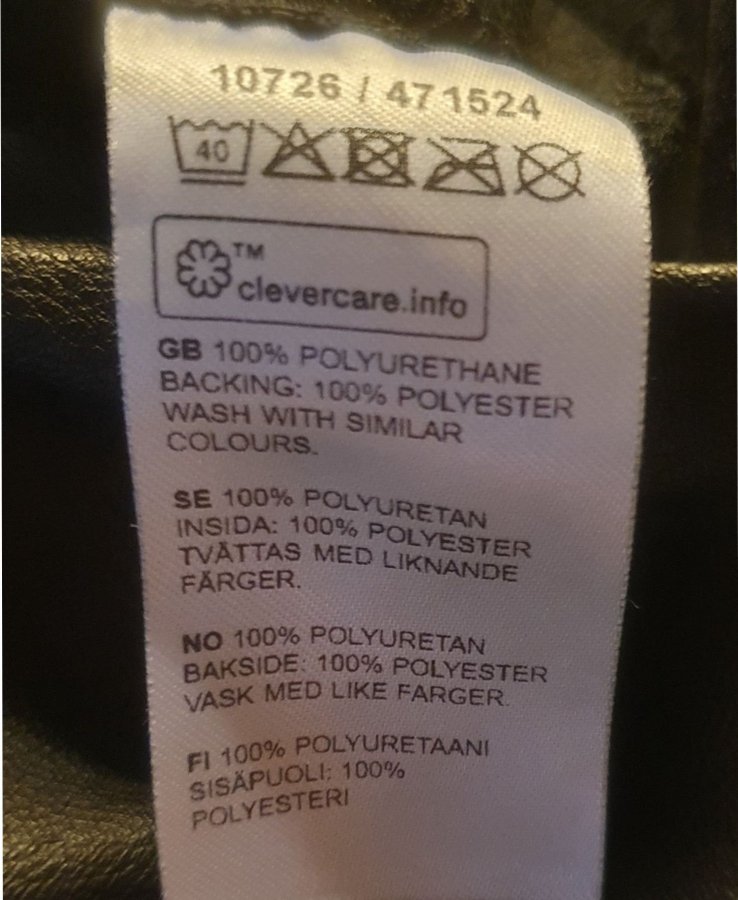 10726 / 471524
40
TM
clevercare.info
GB 100% POLYURETHANE
BACKING: 100% POLYESTER
WASH WITH SIMILAR
COLOURS.
SE 100% POLYURETAN
INSIDA: 100% POLYESTER
TVÄTTAS MED LIKNANDE
FÄRGER.
NO 100% POLYURETAN
BAKSIDE: 100% POLYESTER
VASK MED LIKE FARGER.
FI 100% POLYURETAANI
SISÄPUOLI: 100%
POLYESTERI